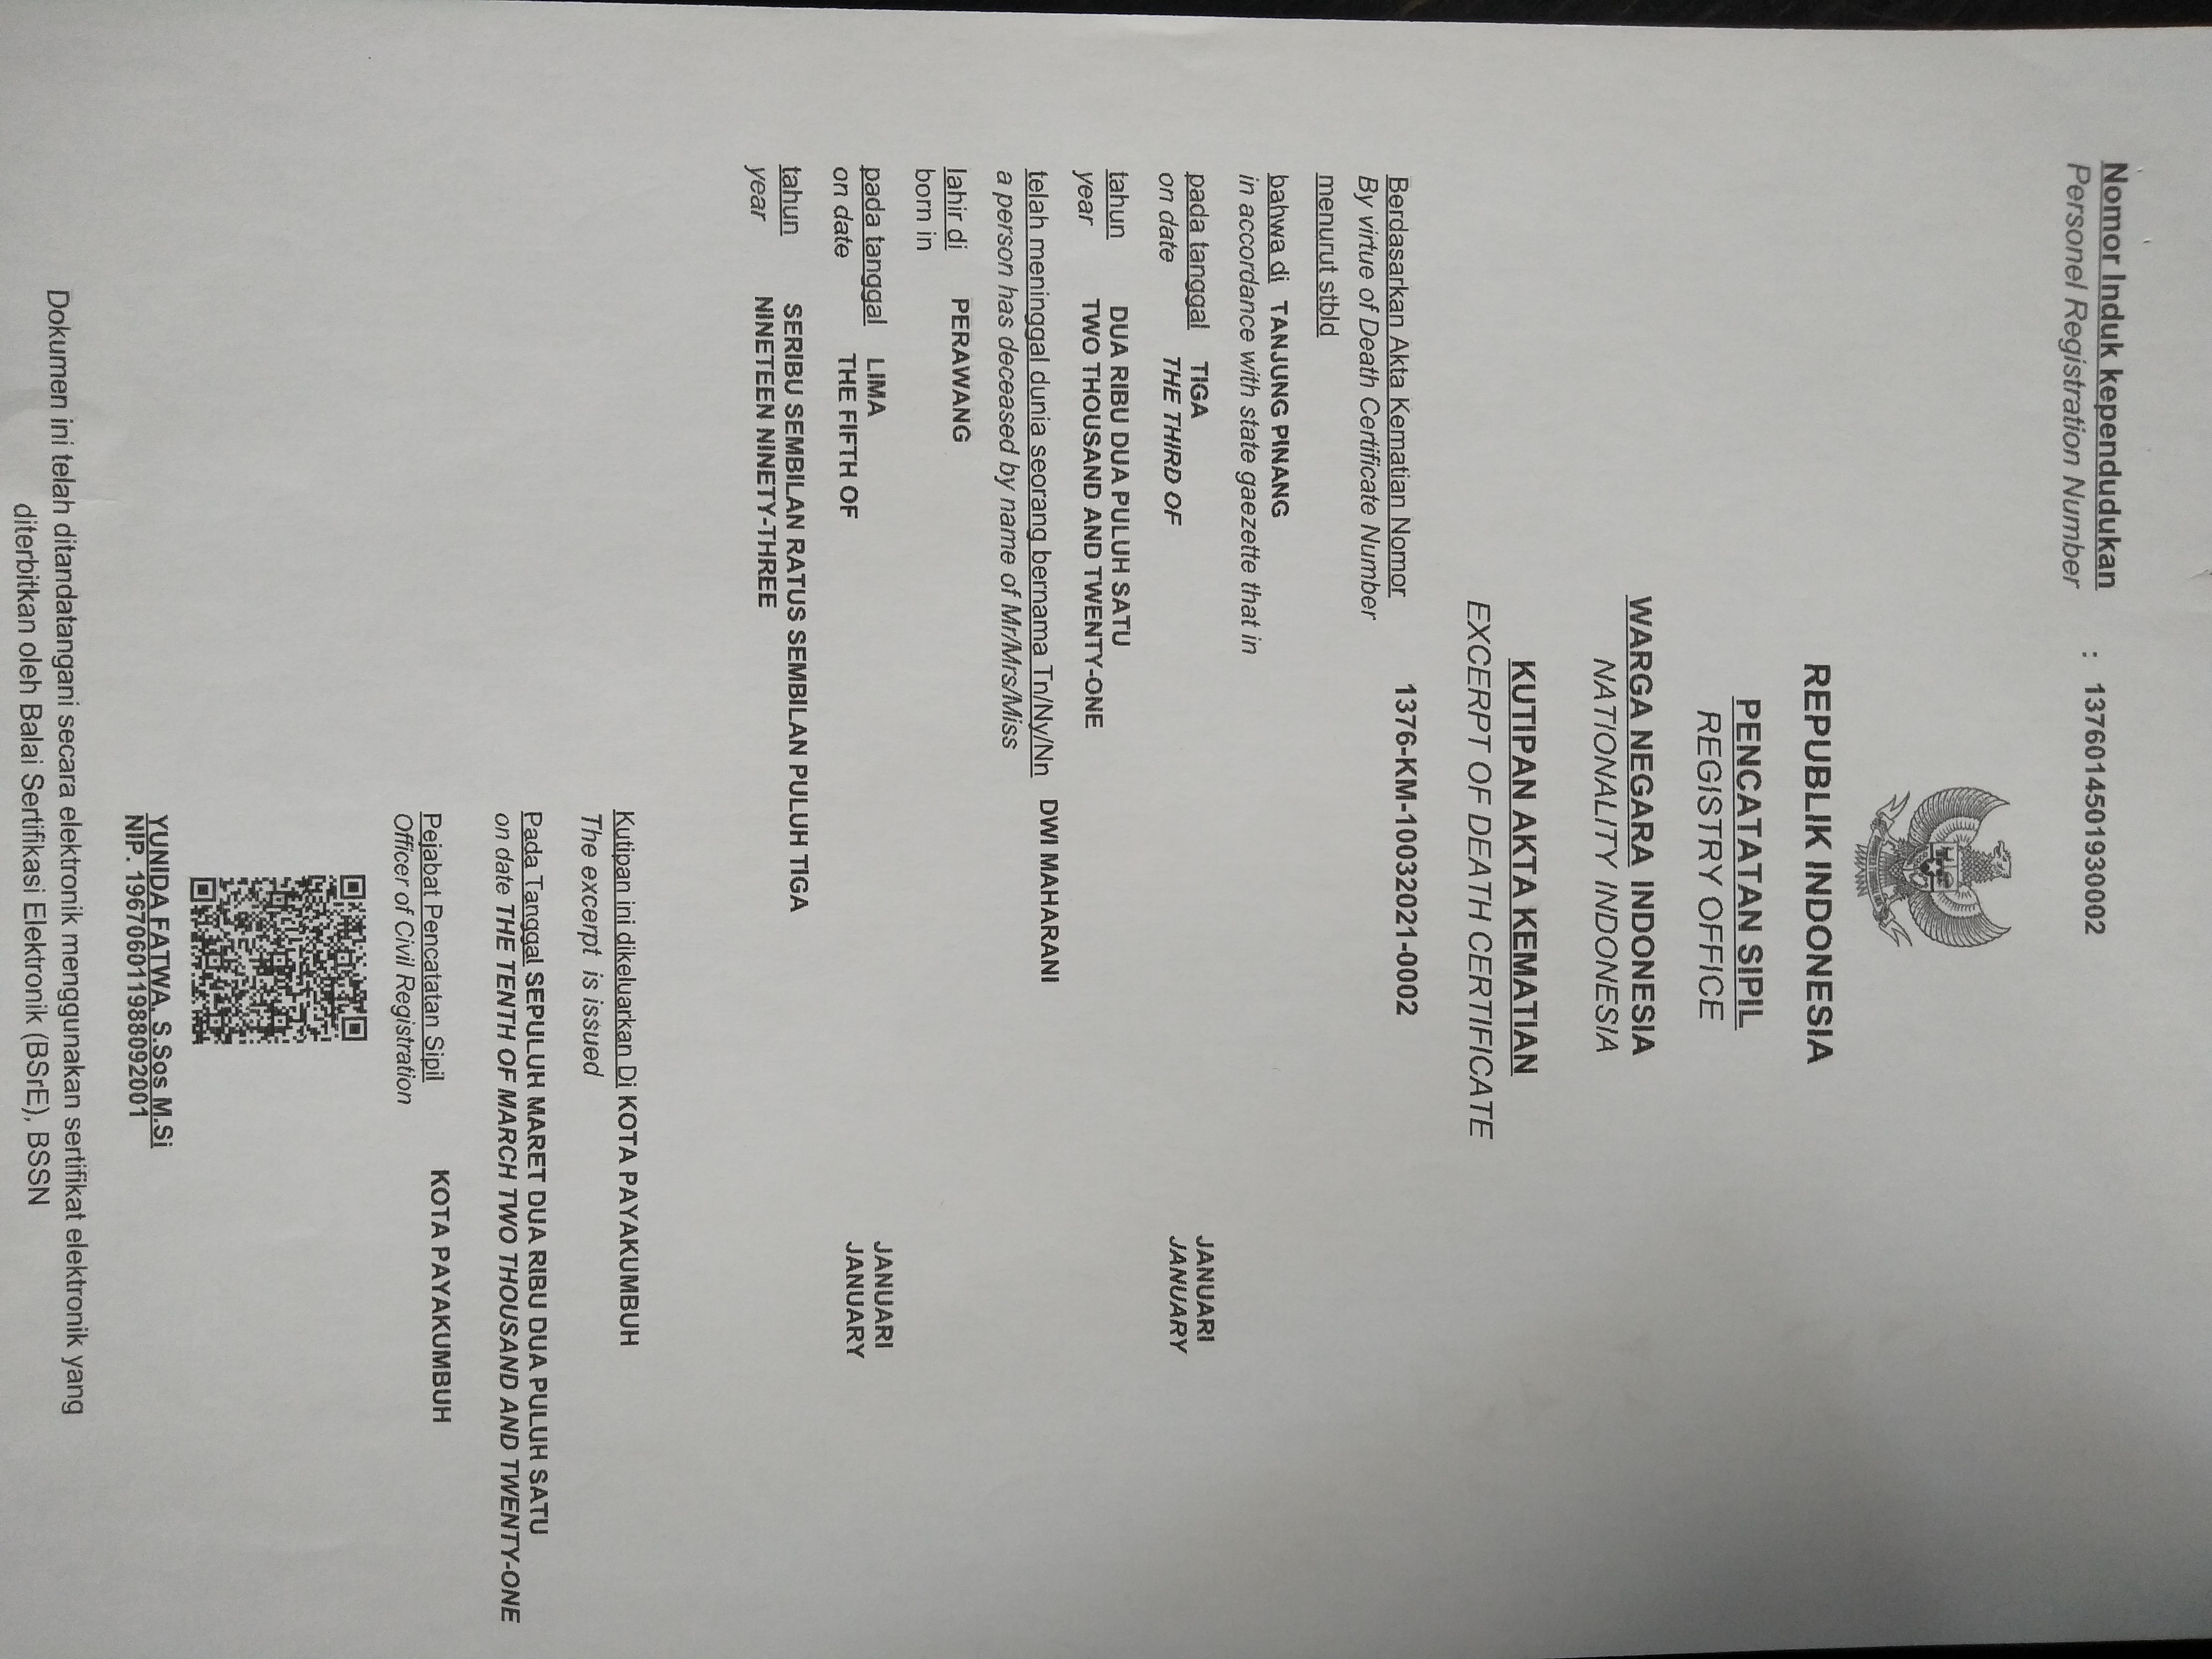 Nomor Induk kependudukan : 1376014501930002
Personel Registration Number
REPUBLIK INDONESIA
PENCATATAN SIPIL
REGISTRY OFFICE
WARGA NEGARA INDONESIA
NATIONALITY INDONESIA
KUTIPAN AKTA KEMATIAN
EXCERPT OF DEATH CERTIFICATE
Berdasarkan Akta Kematian Nomor 1376-KM-10032021-0002
By virtue of Death Certificate Number
menurut stbld
bahwa di TANJUNG PINANG
in accordance with state gaezette that in
pada tanggal TIGA JANUARI
on date THE THIRD OF JANUARY
tahun DUA RIBU DUA PULUH SATU
year TWO THOUSAND AND TWENTY-ONE
telah meninggal dunia seorang bernama Tn/Ny/Nn DWI MAHARANI
a person has deceased by name of Mr/Mrs/Miss
lahir di PERAWANG
born in
pada tanggal LIMA JANUARI
on date THE FIFTH OF JANUARY
tahun SERIBU SEMBILAN RATUS SEMBILAN PULUH TIGA
year NINETEEN NINETY-THREE
Kutipan ini dikeluarkan Di KOTA PAYAKUMBUH
The excerpt is issued
Pada Tanggal SEPULUH MARET DUA RIBU DUA PULUH SATU
on date THE TENTH OF MARCH TWO THOUSAND AND TWENTY-ONE
Pejabat Pencatatan Sipil KOTA PAYAKUMBUH
Officer of Civil Registration
YUNIDA FATWA, S.Sos M.Si
NIP. 196706011988092001
Dokumen ini telah ditandatangani secara elektronik menggunakan sertifikat elektronik yang
diterbitkan oleh Balai Sertifikasi Elektronik (BSrE), BSSN